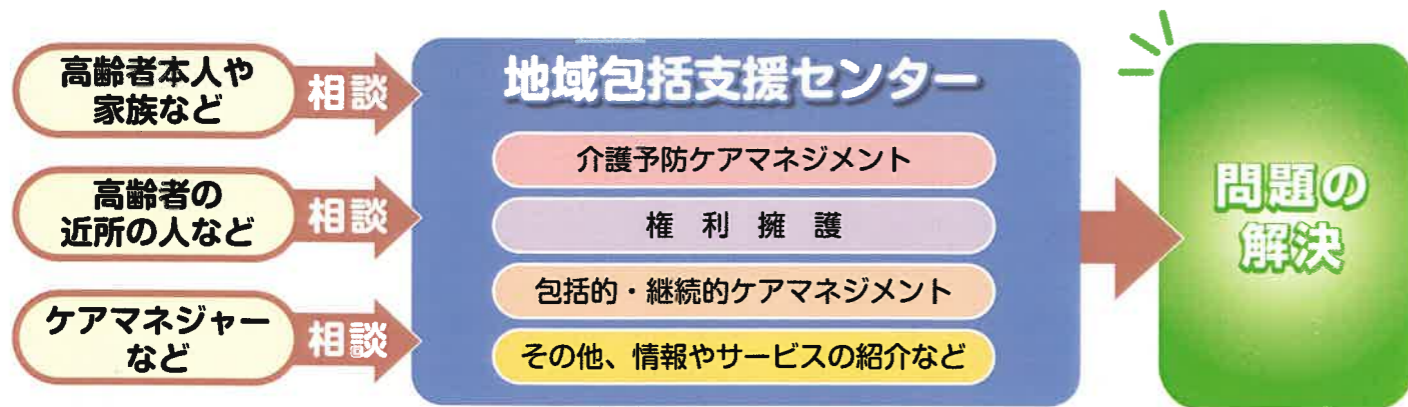 高齢者本人や
家族など
相談
高齢者の
近所の人など
相談
ケアマネジャー
など
相談
地域包括支援センター
介護予防ケアマネジメント
権利擁護
包括的・継続的ケアマネジメント
その他、情報やサービスの紹介など
問題の
解決